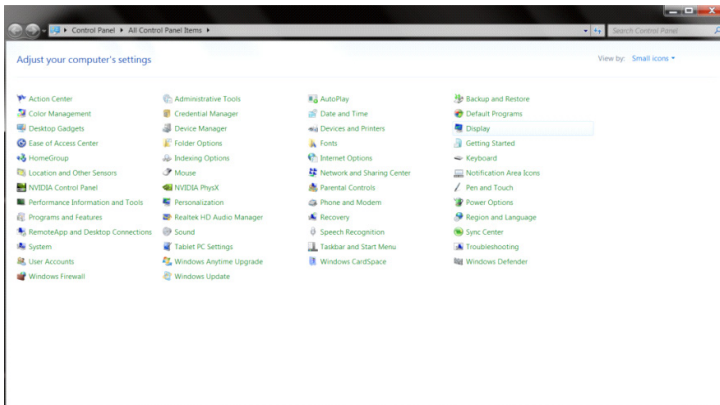 Control Panel All Control Panel Items
Search Control Panel
Adjust your computer's settings
View by: Small icons
Action Center Administrative Tools AutoPlay Backup and Restore
Color Management Credential Manager Date and Time Default Programs
Desktop Gadgets Device Manager Devices and Printers Display
Ease of Access Center Folder Options Fonts Getting Started
HomeGroup Indexing Options Internet Options Keyboard
Location and Other Sensors Mouse Network and Sharing Center Notification Area Icons
NVIDIA Control Panel NVIDIA PhysX Parental Controls Pen and Touch
Performance Information and Tools Personalization Phone and Modem Power Options
Programs and Features Realtek HD Audio Manager Recovery Region and Language
RemoteApp and Desktop Connections Sound Speech Recognition Sync Center
System Tablet PC Settings Taskbar and Start Menu Troubleshooting
User Accounts Windows Anytime Upgrade Windows CardSpace Windows Defender
Windows Firewall Windows Update